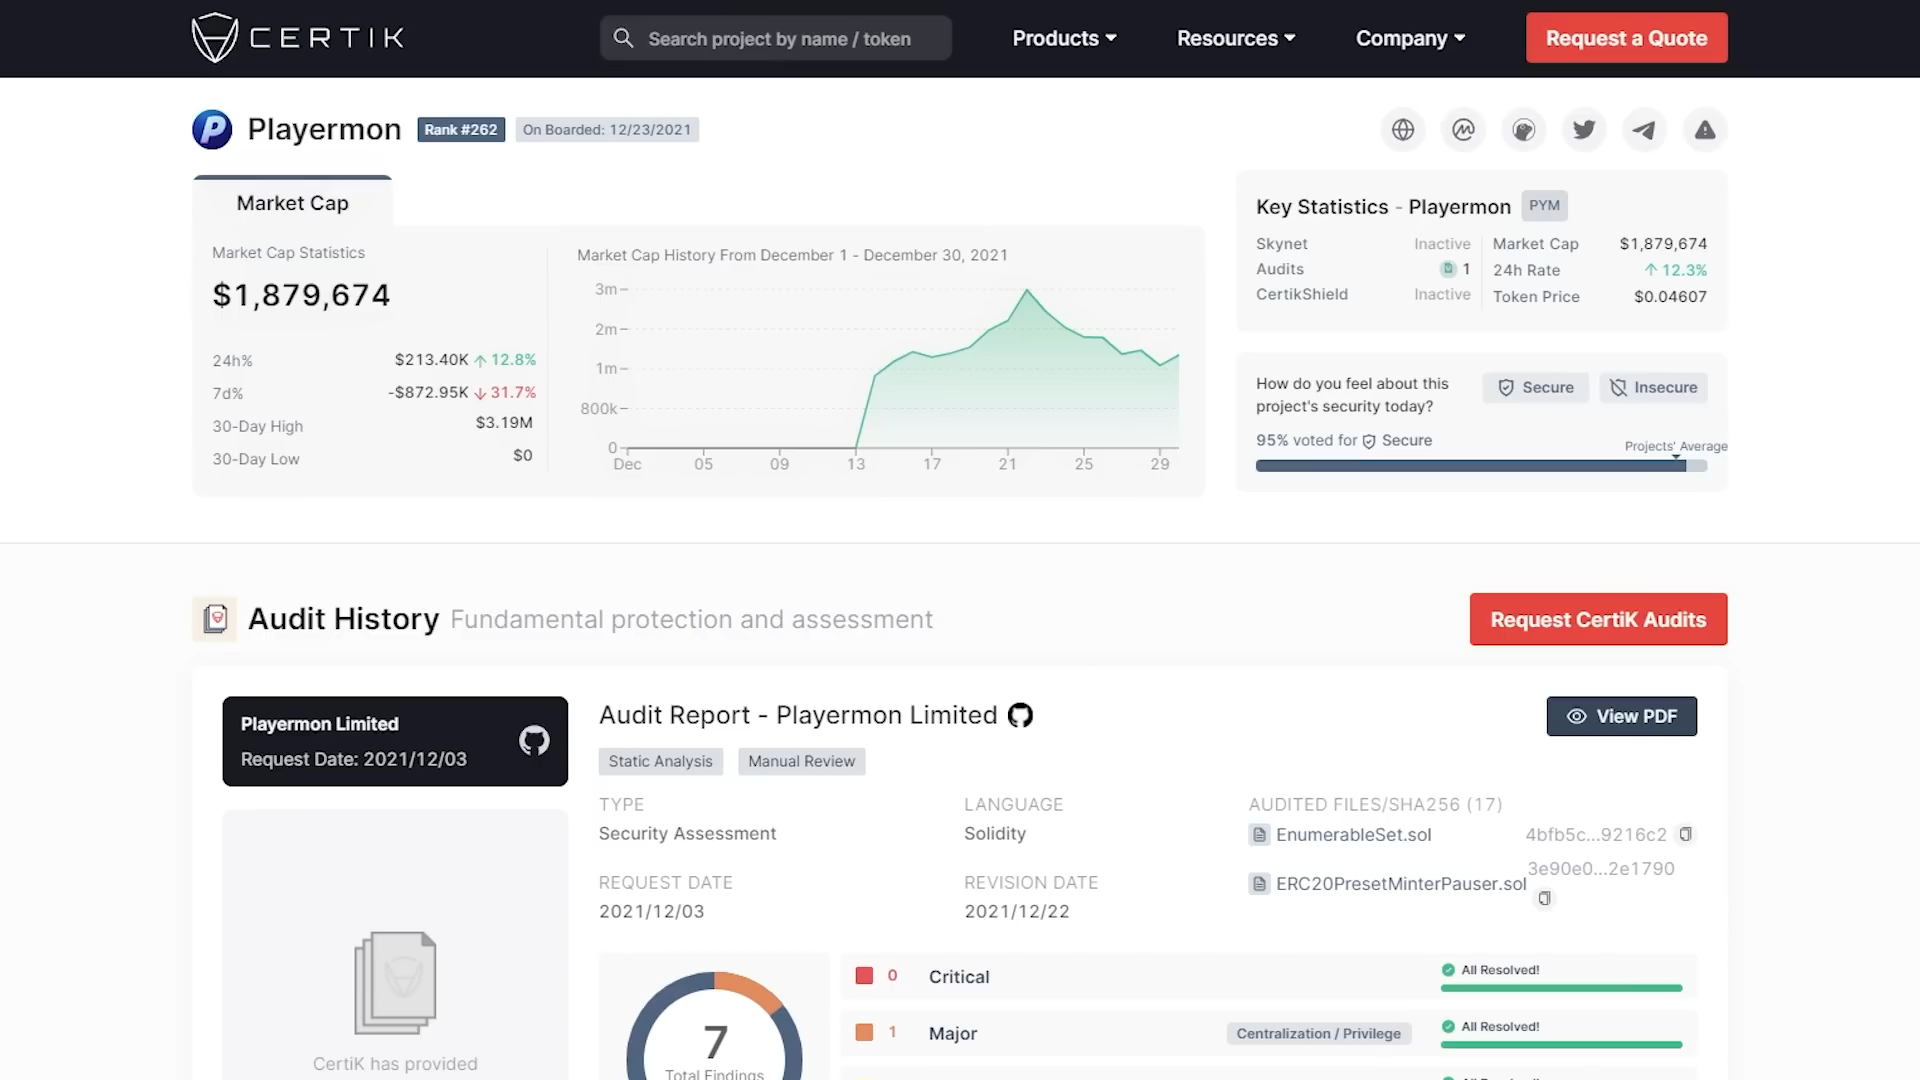 CERTIK
Search project by name / token
Products
Resources
Company
Request a Quote
P
Playermon
Rank #262
On Boarded: 12/23/2021
Market Cap
Market Cap Statistics
$1,879,674
24h% $213.40K 12.8%
7d% -$872.95K 31.7%
30-Day High $3.19M
30-Day Low $0
Market Cap History From December 1 - December 30, 2021
3m
2m
1m
800k
0
Dec 05 09 13 17 21 25 29
Key Statistics - Playermon PYM
Skynet Inactive
Audits 1
CertikShield Inactive
Market Cap $1,879,674
24h Rate 12.3%
Token Price $0.04607
How do you feel about this
project's security today?
Secure
Insecure
95% voted for Secure
Projects' Average
Audit History Fundamental protection and assessment
Request CertiK Audits
Playermon Limited
Request Date: 2021/12/03
CertiK has provided
Audit Report - Playermon Limited
View PDF
Static Analysis
Manual Review
TYPE
Security Assessment
LANGUAGE
Solidity
REQUEST DATE
2021/12/03
REVISION DATE
2021/12/22
AUDITED FILES/SHA256 (17)
EnumerableSet.sol 4bfb5c...9216c2
ERC20PresetMinterPauser.sol 3e90e0...2e1790
7
Total Findings
0 Critical All Resolved!
1 Major Centralization / Privilege All Resolved!